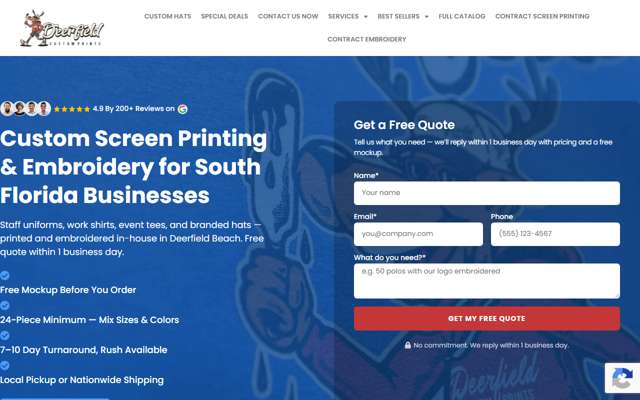 Deerfield
CUSTOM PRINTS
CUSTOM HATS SPECIAL DEALS CONTACT US NOW SERVICES BEST SELLERS FULL CATALOG CONTRACT SCREEN PRINTING
CONTRACT EMBROIDERY
4.9 By 200+ Reviews on G
Custom Screen Printing
& Embroidery for South
Florida Businesses
Staff uniforms, work shirts, event tees, and branded hats —
printed and embroidered in-house in Deerfield Beach. Free
quote within 1 business day.
Free Mockup Before You Order
24-Piece Minimum — Mix Sizes & Colors
7–10 Day Turnaround, Rush Available
Local Pickup or Nationwide Shipping
Get a Free Quote
Tell us what you need — we'll reply within 1 business day with pricing and a free
mockup.
Name*
Your name
Email* Phone
you@company.com (555) 123-4567
What do you need?*
e.g. 50 polos with our logo embroidered
GET MY FREE QUOTE
No commitment. We reply within 1 business day.
Deerfield
PRINTS